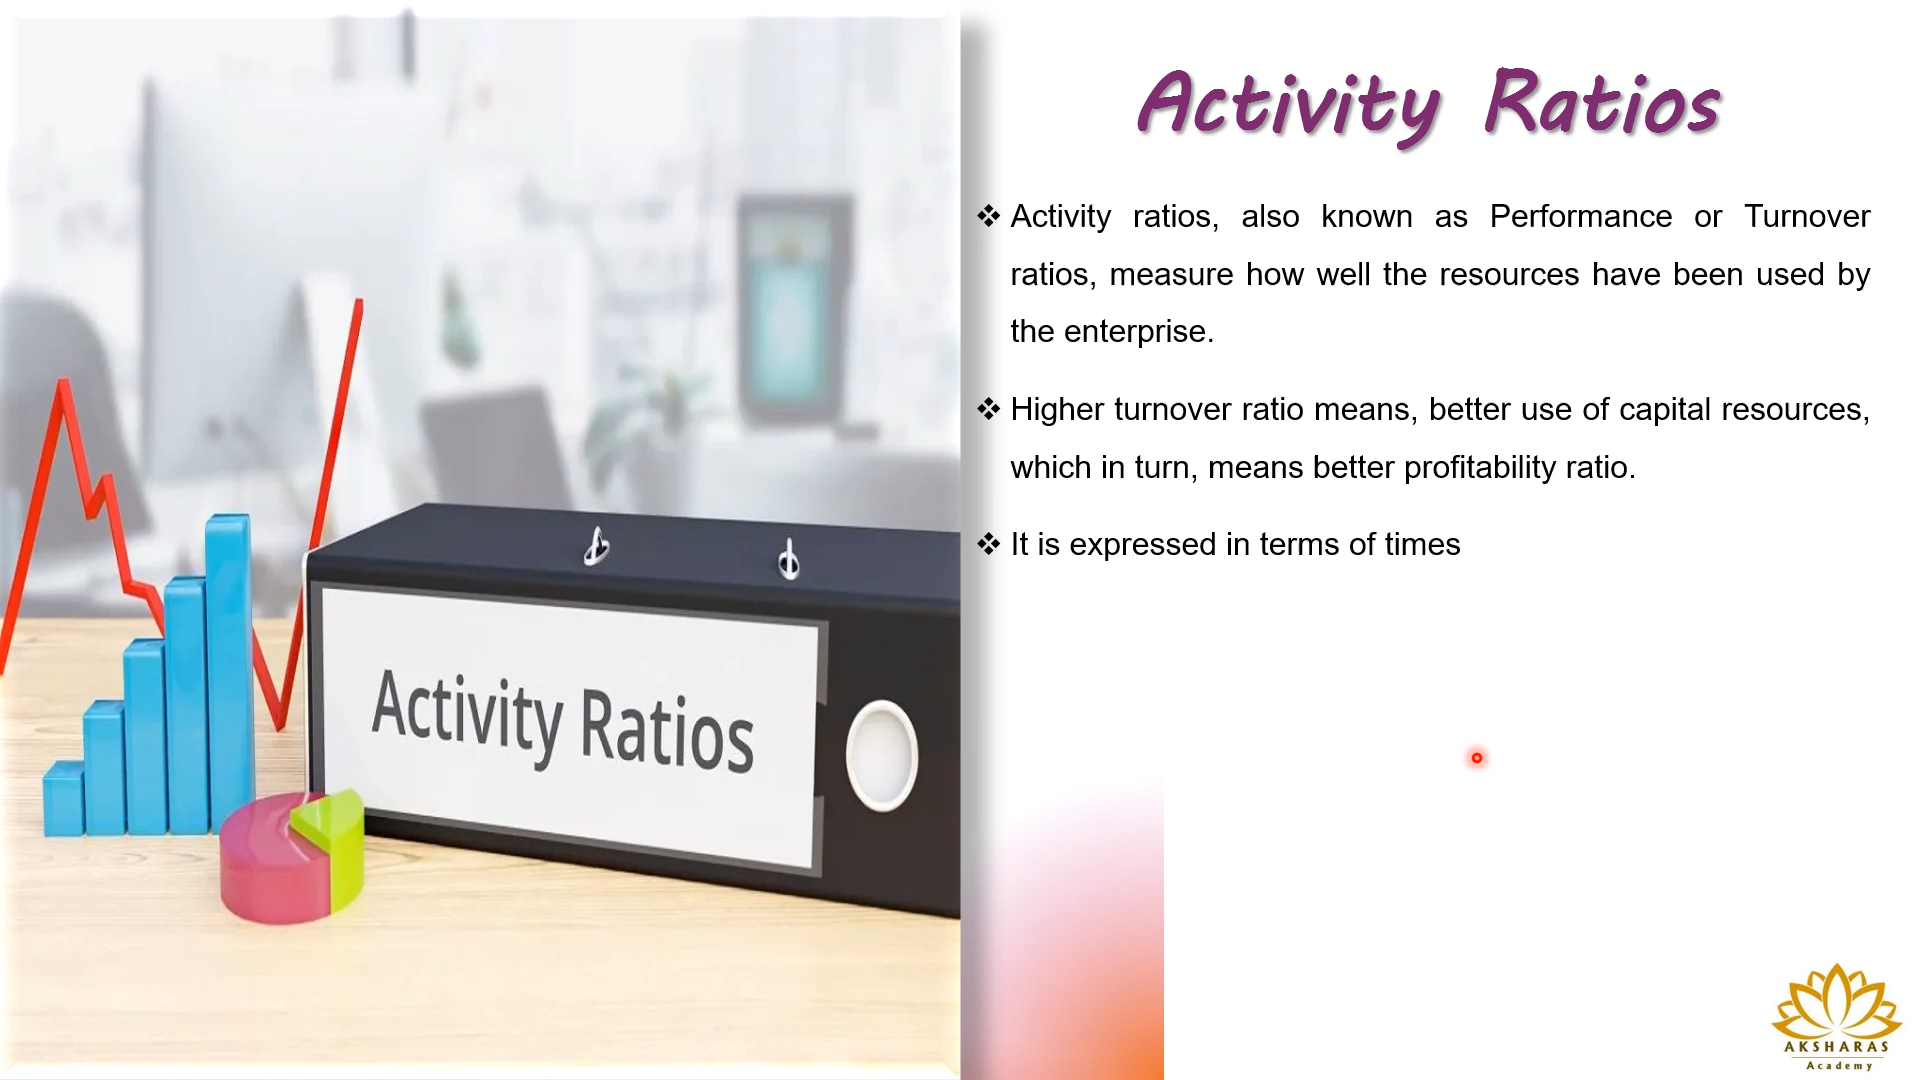 Activity Ratios
❖ Activity ratios, also known as Performance or Turnover
ratios, measure how well the resources have been used by
the enterprise.
❖ Higher turnover ratio means, better use of capital resources,
which in turn, means better profitability ratio.
❖ It is expressed in terms of times
Activity Ratios
AKSHARAS
Academy